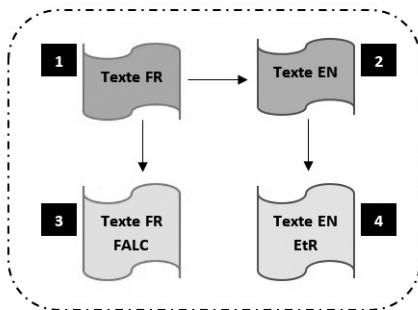 1
Texte FR
Texte EN
2
3
Texte FR
FALC
Texte EN
EtR
4